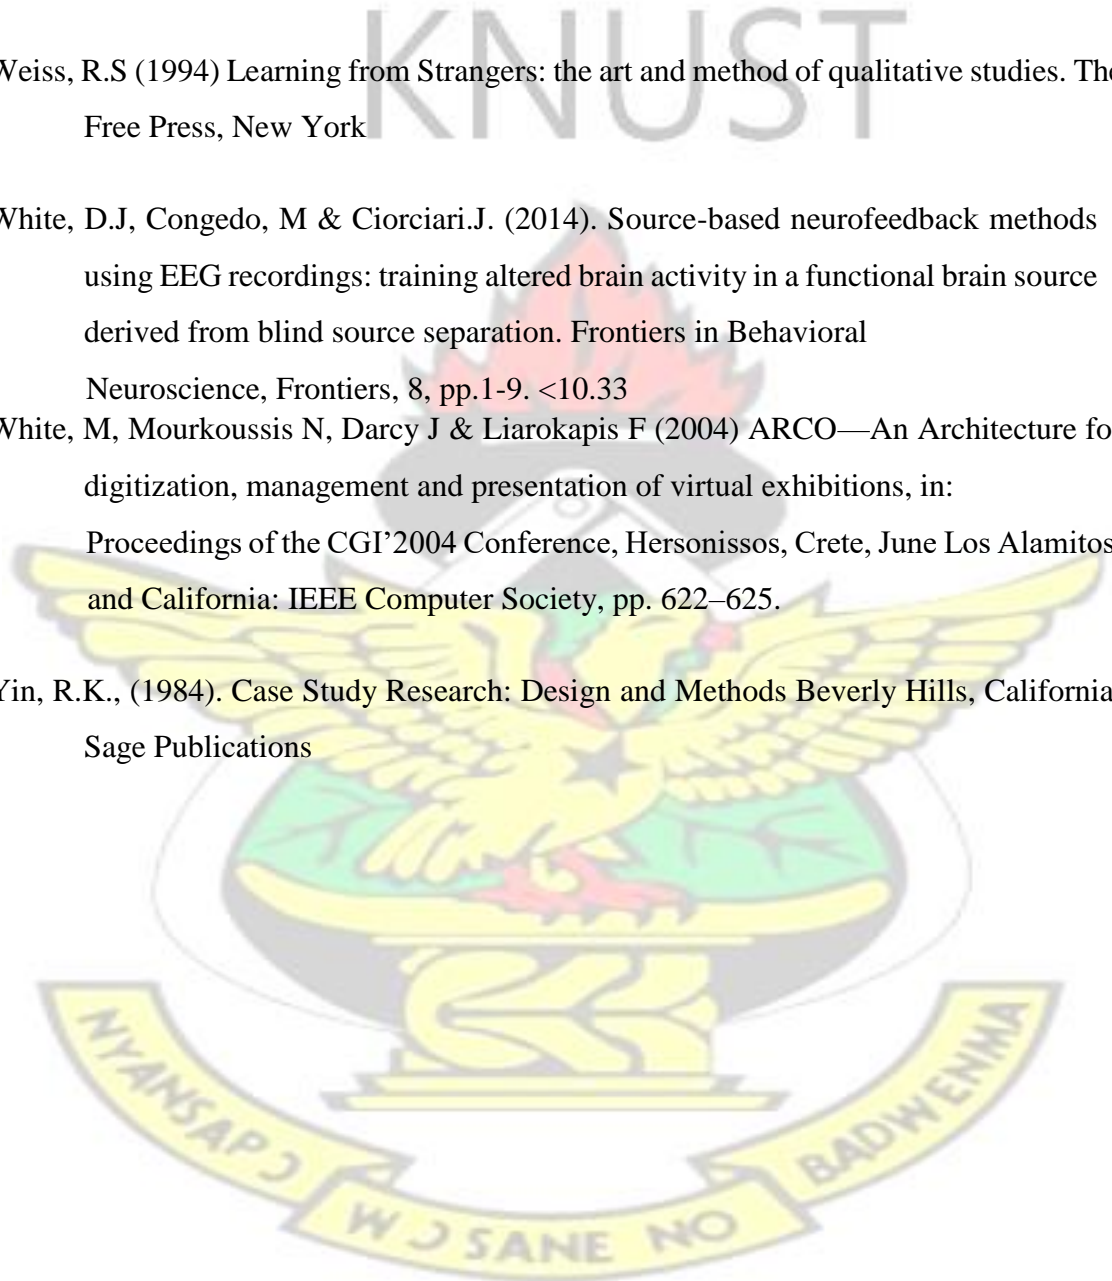 KNUST
Weiss, R.S (1994) Learning from Strangers: the art and method of qualitative studies. The
Free Press, New York
White, D.J, Congedo, M & Ciorciari.J. (2014). Source-based neurofeedback methods
using EEG recordings: training altered brain activity in a functional brain source
derived from blind source separation. Frontiers in Behavioral
Neuroscience, Frontiers, 8, pp.1-9. <10.33
White, M, Mourkoussis N, Darcy J & Liarokapis F (2004) ARCO—An Architecture fo
digitization, management and presentation of virtual exhibitions, in:
Proceedings of the CGI’2004 Conference, Hersonissos, Crete, June Los Alamitos
and California: IEEE Computer Society, pp. 622–625.
Yin, R.K., (1984). Case Study Research: Design and Methods Beverly Hills, California
Sage Publications
NYANSAPƆ WƆSANE NO BADWENMA